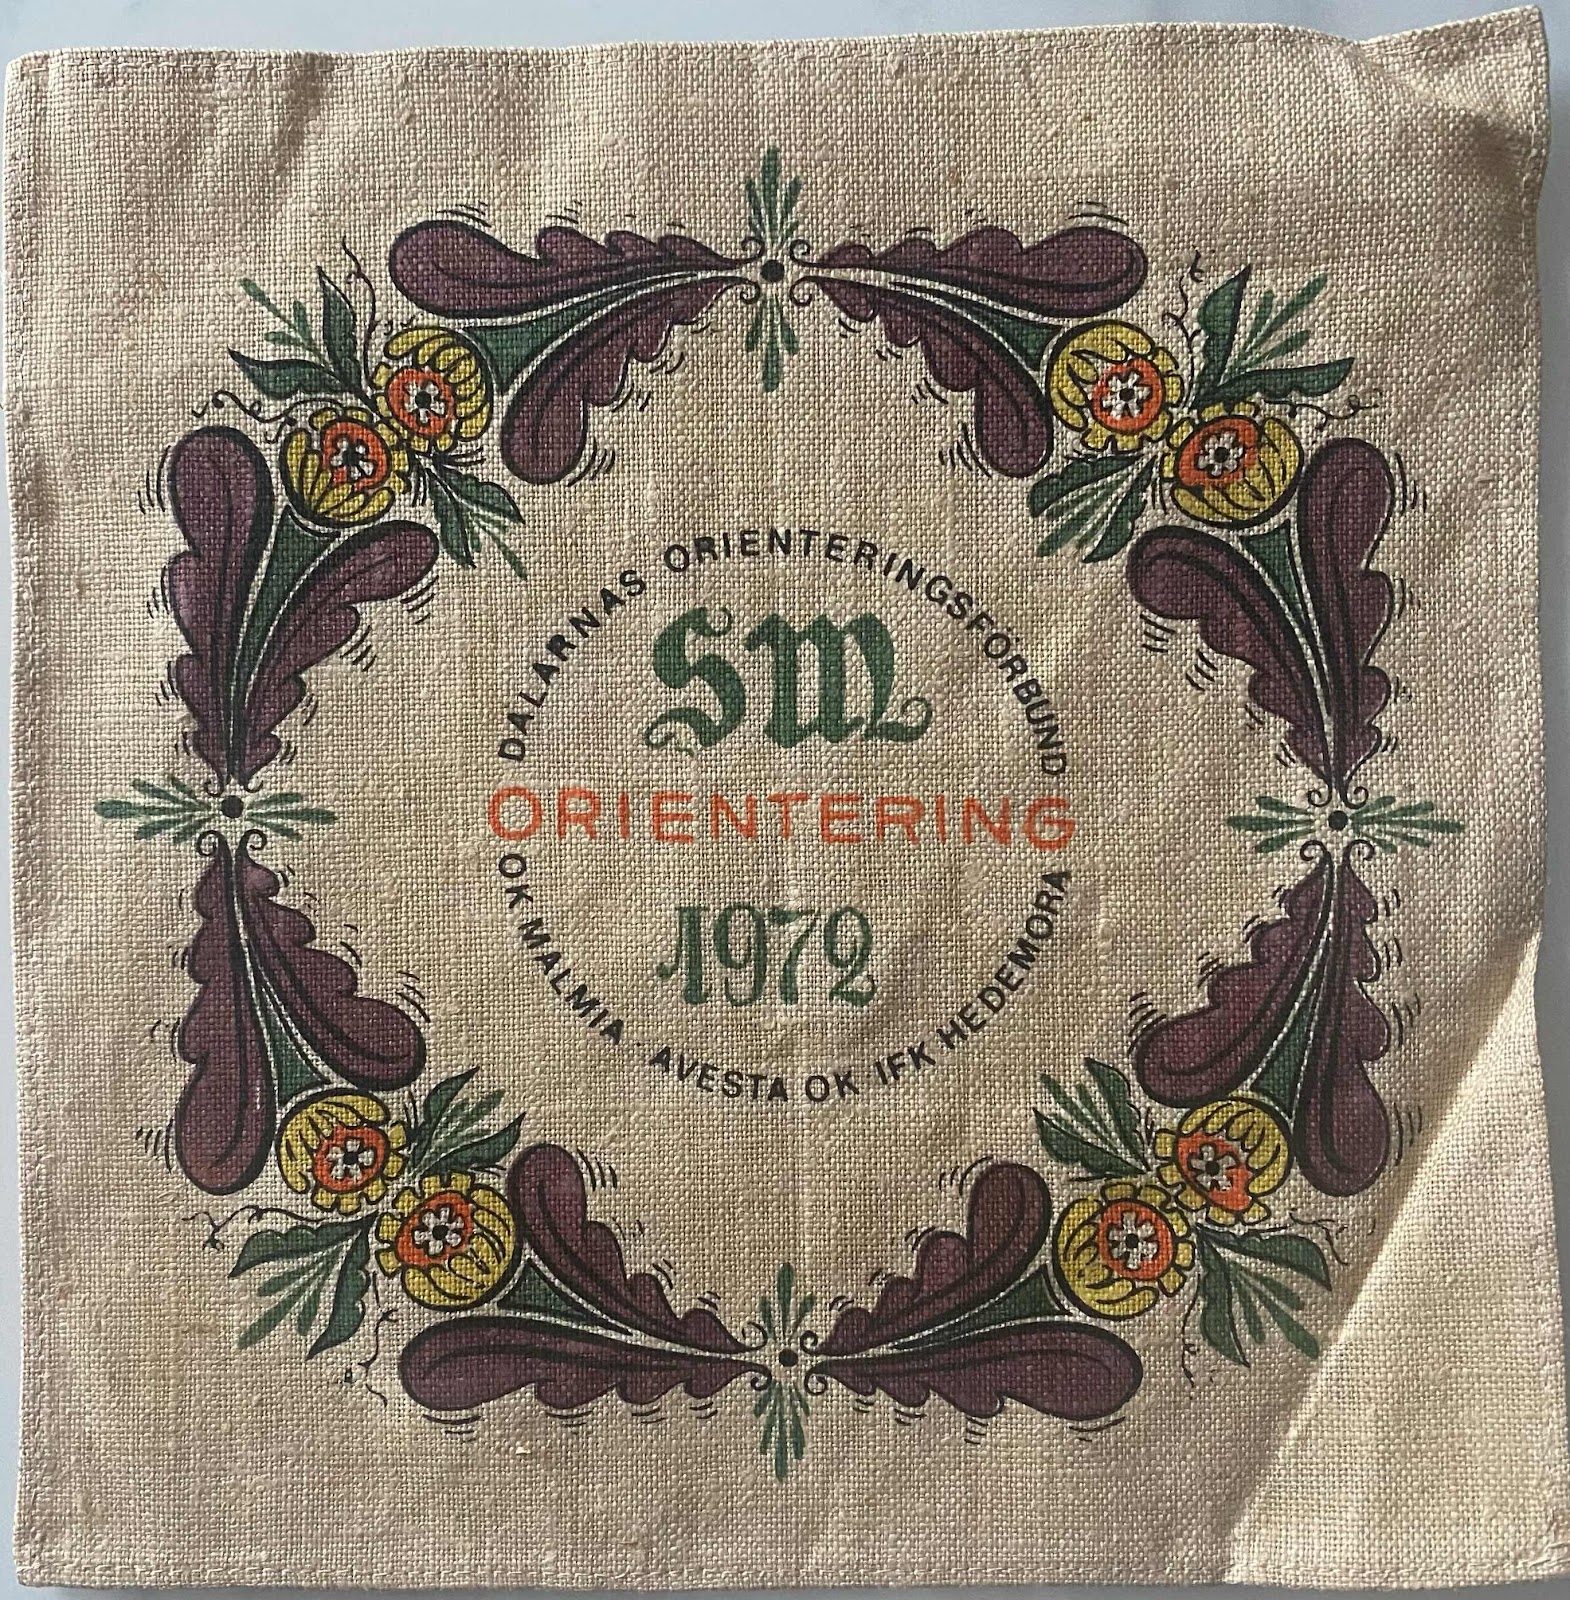 DALARNAS ORIENTERINGSFÖRBUND
SM
ORIENTERING
1972
OK MALMIA · AVESTA OK IFK HEDEMORA